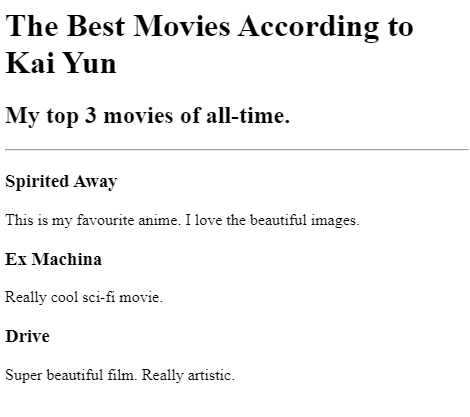 The Best Movies According to
Kai Yun
My top 3 movies of all-time.
Spirited Away
This is my favourite anime. I love the beautiful images.
Ex Machina
Really cool sci-fi movie.
Drive
Super beautiful film. Really artistic.